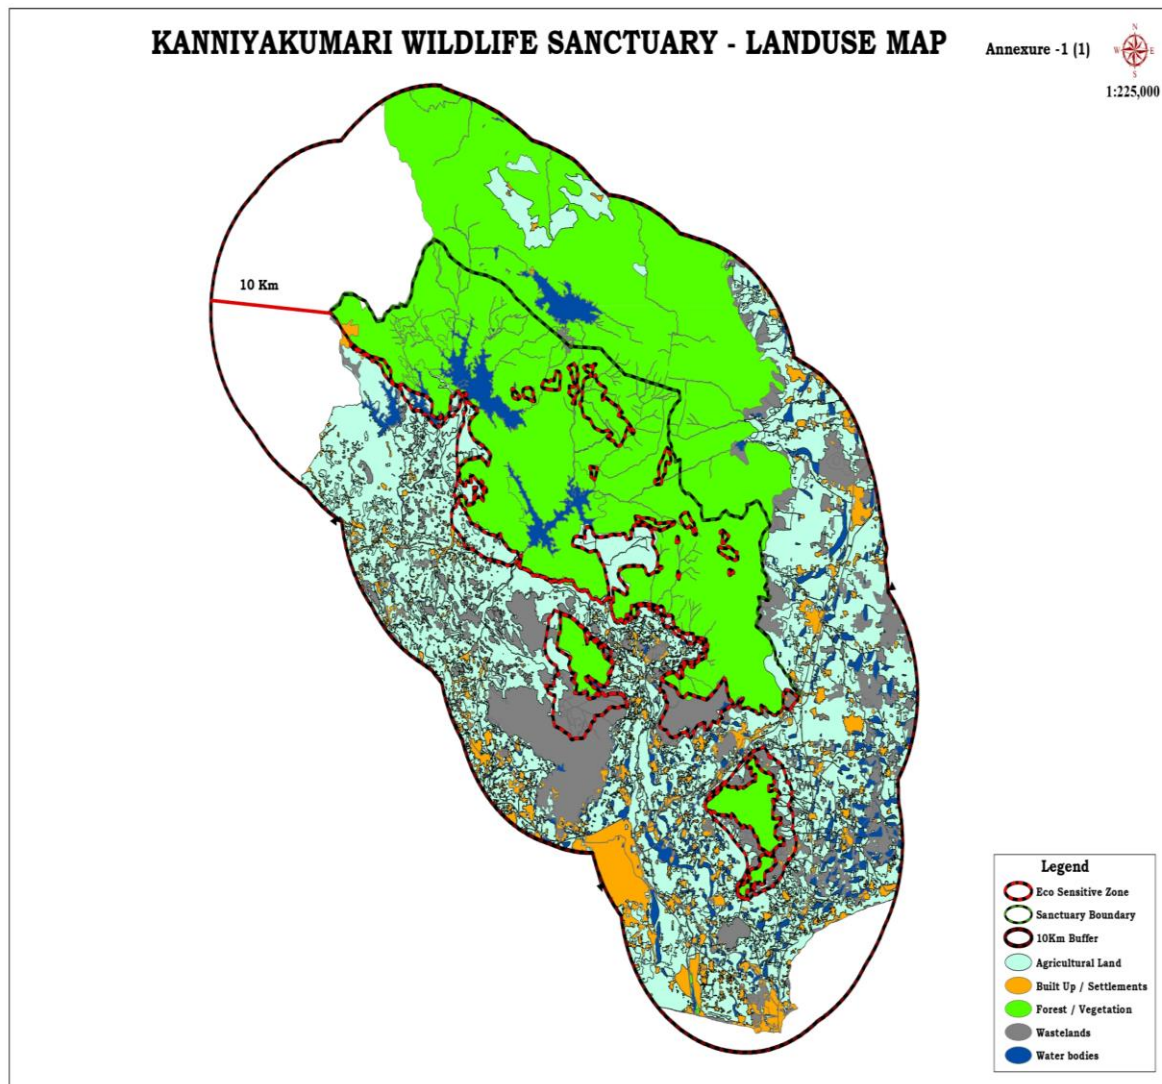 KANNIYAKUMARI WILDLIFE SANCTUARY - LANDUSE MAP
Annexure -1 (1)
N
W E
S
1:225,000
10 Km
Legend
Eco Sensitive Zone
Sanctuary Boundary
10Km Buffer
Agricultural Land
Built Up / Settlements
Forest / Vegetation
Wastelands
Water bodies